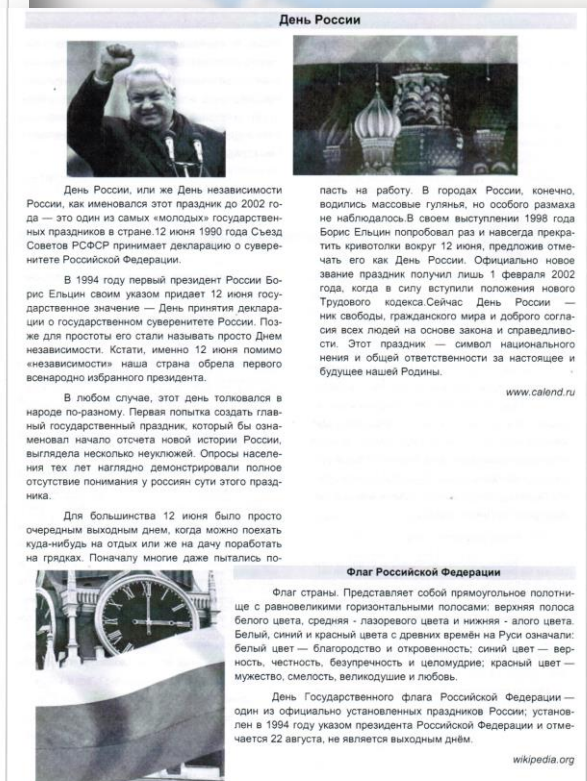 День России
День России, или же День независимости
России, как именовался этот праздник до 2002 го-
да — это один из самых «молодых» государствен-
ных праздников в стране.12 июня 1990 года Съезд
Советов РСФСР принимает декларацию о сувере-
нитете Российской Федерации.
В 1994 году первый президент России Бо-
рис Ельцин своим указом придает 12 июня госу-
дарственное значение — День принятия деклара-
ции о государственном суверенитете России. Поз-
же для простоты его стали называть просто Днем
независимости. Кстати, именно 12 июня помимо
«независимости» наша страна обрела первого
всенародно избранного президента.
В любом случае, этот день толковался в
народе по-разному. Первая попытка создать глав-
ный государственный праздник, который бы озна-
меновал начало отсчета новой истории России,
выглядела несколько неуклюжей. Опросы населе-
ния тех лет наглядно демонстрировали полное
отсутствие понимания у россиян сути этого празд-
ника.
Для большинства 12 июня было просто
очередным выходным днем, когда можно поехать
куда-нибудь на отдых или же на дачу поработать
на грядках. Поначалу многие даже пытались по-
пасть на работу. В городах России, конечно,
водились массовые гулянья, но особого размаха
не наблюдалось.В своем выступлении 1998 года
Борис Ельцин попробовал раз и навсегда прекра-
тить кривотолки вокруг 12 июня, предложив отме-
чать его как День России. Официально новое
звание праздник получил лишь 1 февраля 2002
года, когда в силу вступили положения нового
Трудового кодекса.Сейчас День России —
ник свободы, гражданского мира и доброго согла-
сия всех людей на основе закона и справедливо-
сти. Этот праздник — символ национального
нения и общей ответственности за настоящее и
будущее нашей Родины.
www.calend.ru
Флаг Российской Федерации
Флаг страны. Представляет собой прямоугольное полотни-
ще с равновеликими горизонтальными полосами: верхняя полоса
белого цвета, средняя - лазоревого цвета и нижняя - алого цвета.
Белый, синий и красный цвета с древних времён на Руси означали:
белый цвет — благородство и откровенность; синий цвет — вер-
ность, честность, безупречность и целомудрие; красный цвет —
мужество, смелость, великодушие и любовь.
День Государственного флага Российской Федерации —
один из официально установленных праздников России; установ-
лен в 1994 году указом президента Российской Федерации и отме-
чается 22 августа, не является выходным днём.
wikipedia.org